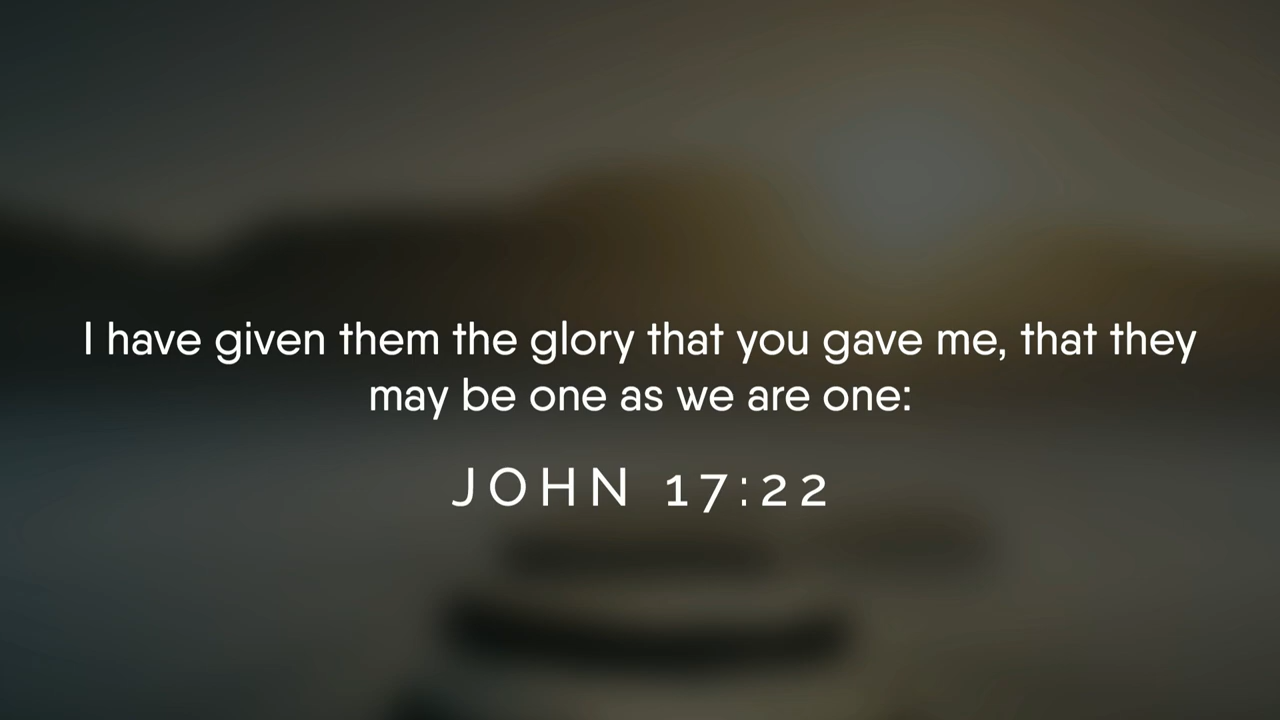 I have given them the glory that you gave me, that they
may be one as we are one:
JOHN 17:22